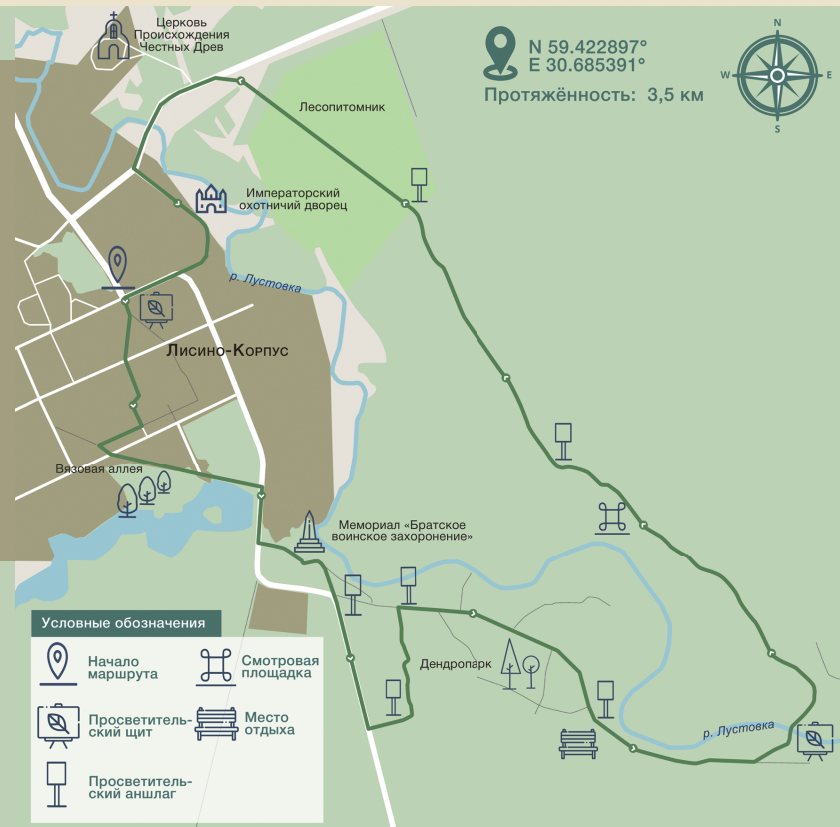 Церковь
Происхождения
Честных Древ
N 59.422897°
E 30.685391°
Протяжённость: 3,5 км
N
W
E
S
Лесопитомник
Императорский
охотничий дворец
р. Лустовка
Лисино-Корпус
Вязовая аллея
Мемориал «Братское
воинское захоронение»
Дендропарк
р. Лустовка
Условные обозначения
Начало
маршрута
Смотровая
площадка
Просветитель-
ский щит
Место
отдыха
Просветитель-
ский аншлаг